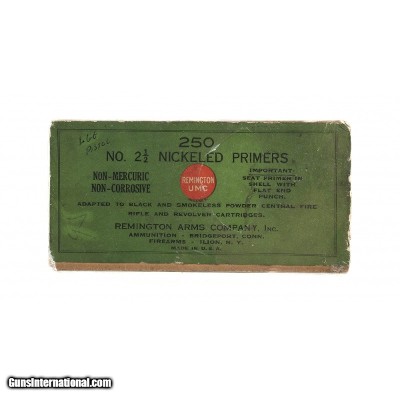 250
NO. 2½ NICKELED PRIMERS
NON-MERCURIC
NON-CORROSIVE
REMINGTON
UMC
IMPORTANT:
SEAT PRIMER IN
SHELL WITH
FLAT END
PUNCH.
ADAPTED TO BLACK AND SMOKELESS POWDER CENTRAL FIRE
RIFLE AND REVOLVER CARTRIDGES.
REMINGTON ARMS COMPANY, Inc.
AMMUNITION - BRIDGEPORT, CONN.
FIREARMS - ILION, N. Y.
MADE IN U.S.A.
GunsInternational.com